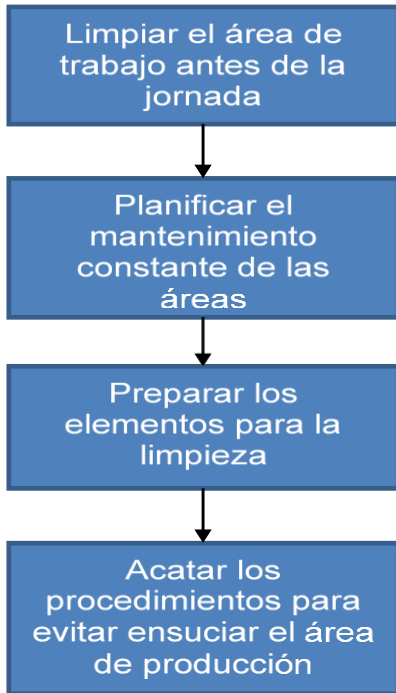 Limpiar el área de
trabajo antes de la
jornada
Planificar el
mantenimiento
constante de las
áreas
Preparar los
elementos para la
limpieza
Acatar los
procedimientos para
evitar ensuciar el área
de producción